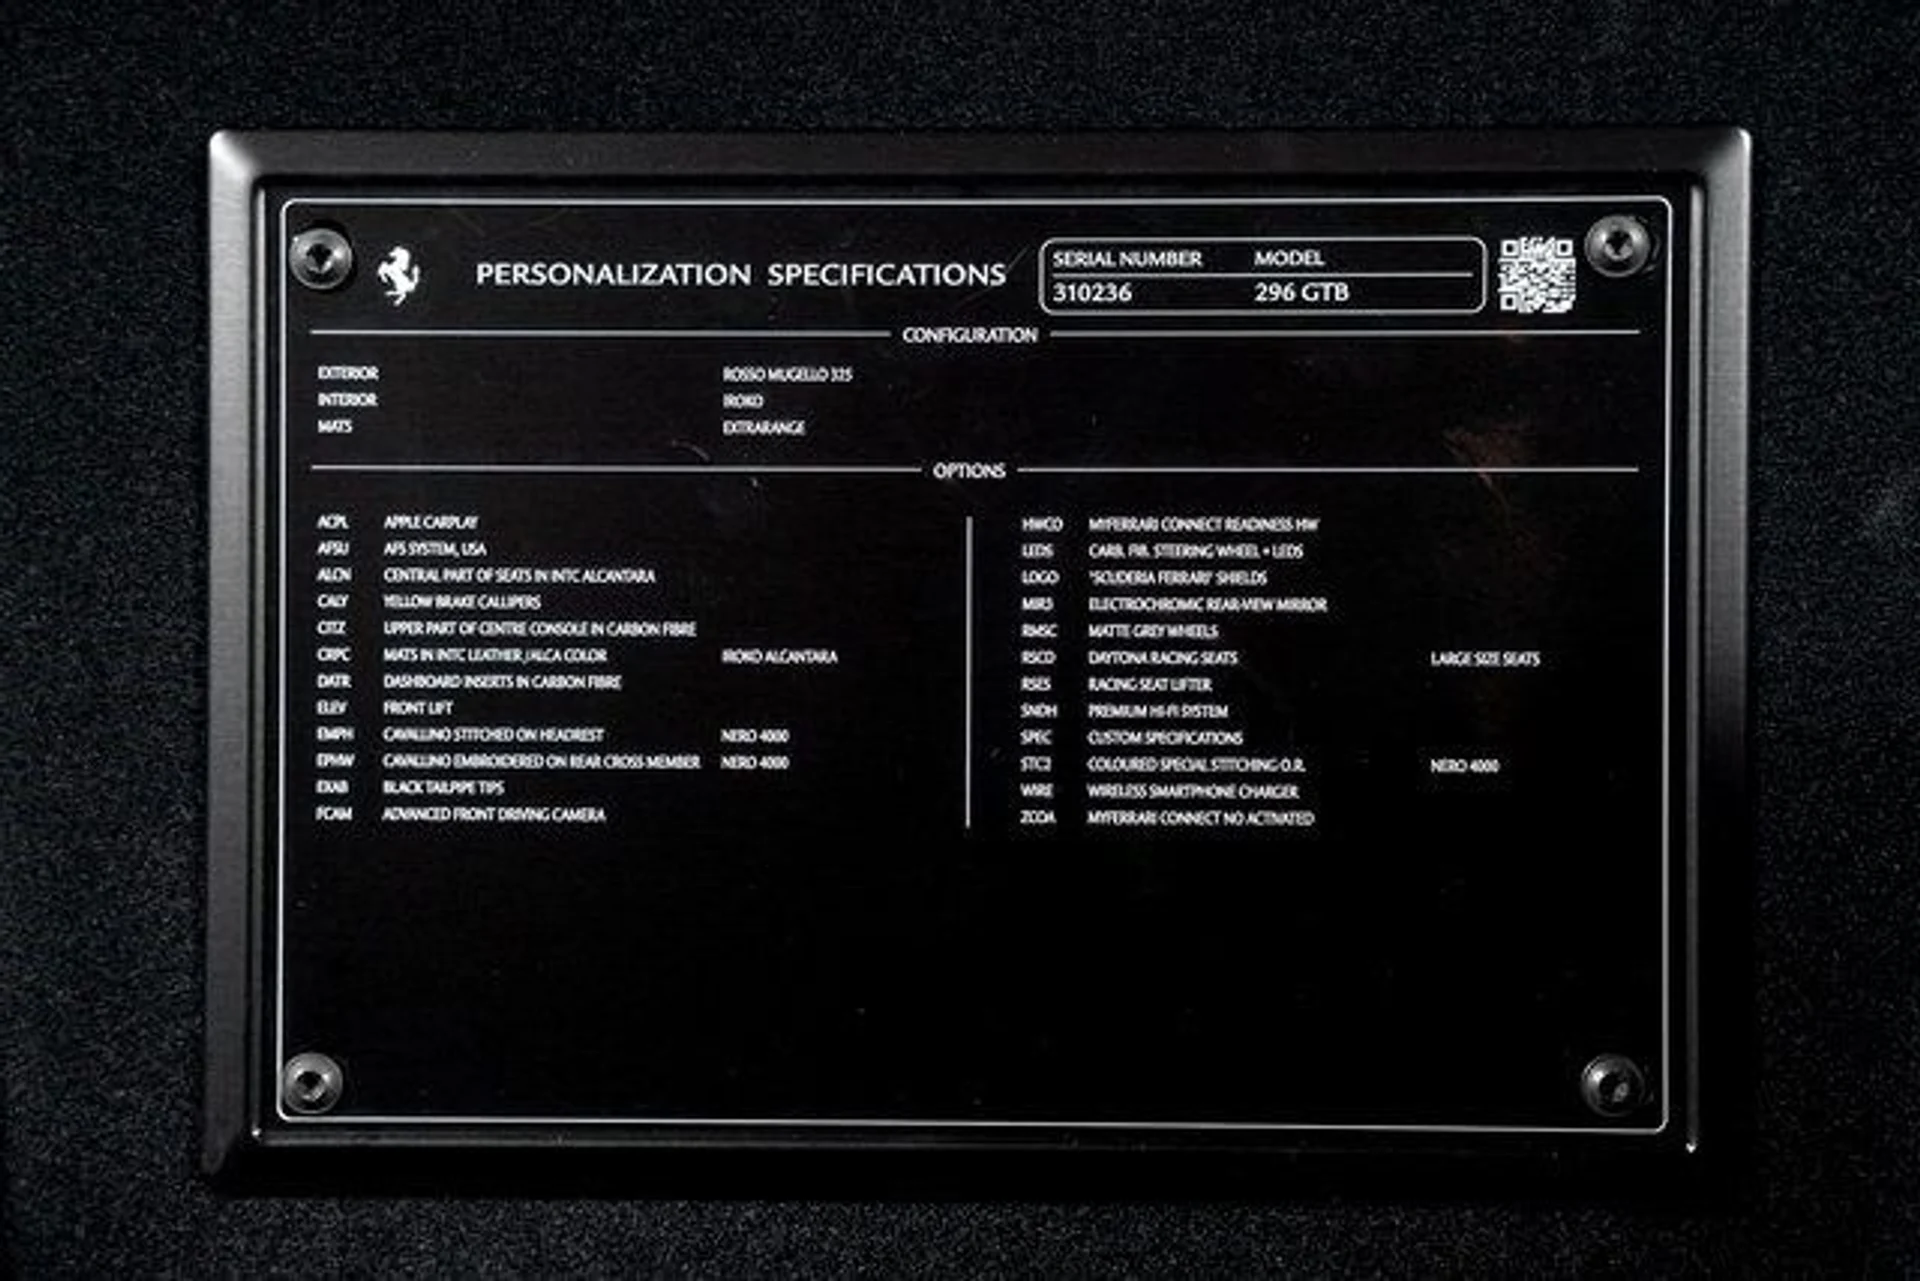 PERSONALIZATION SPECIFICATIONS
SERIAL NUMBER MODEL
310236 296 GTB
CONFIGURATION
EXTERIOR ROSSO MUGELLO 325
INTERIOR IROKO
MATS EXTRARANGE
OPTIONS
ACPL APPLE CARPLAY
AFSU AFS SYSTEM, USA
ALCN CENTRAL PART OF SEATS IN INTC ALCANTARA
CALY YELLOW BRAKE CALLIPERS
CITZ UPPER PART OF CENTRE CONSOLE IN CARBON FIBRE
CRPC MATS IN INTC LEATHER /ALCA COLOR IROKO ALCANTARA
DATR DASHBOARD INSERTS IN CARBON FIBRE
ELEV FRONT LIFT
EMPH CAVALLINO STITCHED ON HEADREST NERO 4000
EPHW CAVALLINO EMBROIDERED ON REAR CROSS MEMBER NERO 4000
EXAB BLACK TAILPIPE TIPS
FCAM ADVANCED FRONT DRIVING CAMERA
HWCO MYFERRARI CONNECT READINESS HW
LEDS CARB. FIB. STEERING WHEEL + LEDS
LOGO "SCUDERIA FERRARI" SHIELDS
MIR3 ELECTROCHROMIC REAR-VIEW MIRROR
RMSC MATTE GREY WHEELS
RSCD DAYTONA RACING SEATS LARGE SIZE SEATS
RSES RACING SEAT LIFTER
SNDH PREMIUM HI-FI SYSTEM
SPEC CUSTOM SPECIFICATIONS
STC2 COLOURED SPECIAL STITCHING O.R. NERO 4000
WIRE WIRELESS SMARTPHONE CHARGER
ZCOA MYFERRARI CONNECT NO ACTIVATED